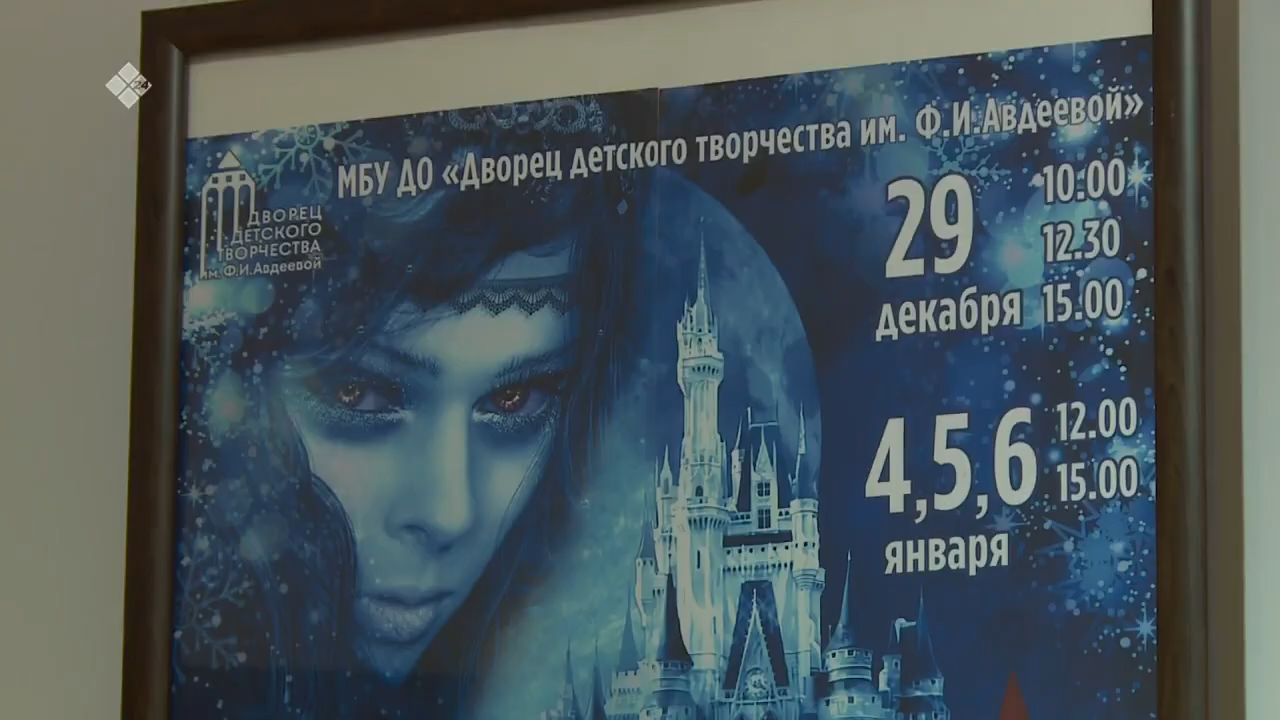 24
МБУ ДО «Дворец детского творчества им. Ф.И.Авдеевой»
ДВОРЕЦ
ДЕТСКОГО
ТВОРЧЕСТВА
им. Ф.И.Авдеевой
29
декабря
10:00
12.30
15.00
4,5,6
января
12.00
15.00